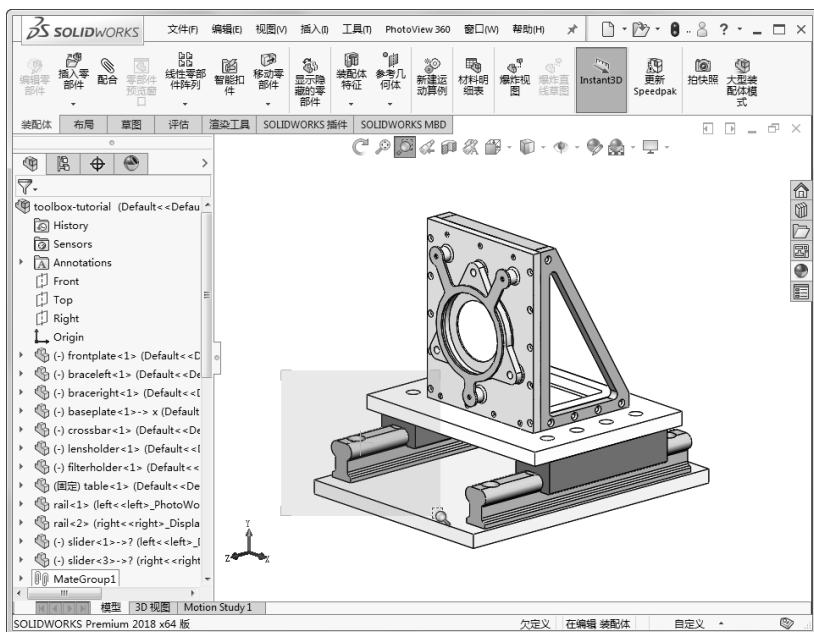 SOLIDWORKS 文件(F) 编辑(E) 视图(V) 插入(I) 工具(T) PhotoView 360 窗口(W) 帮助(H)
编辑零部件 插入零部件 配合 零部件预览窗口 线性零部件阵列 智能扣件 移动零部件 显示隐藏的零部件 装配体特征 参考几何体 新建运动算例 材料明细表 爆炸视图 爆炸直线草图 Instant3D 更新 Speedpak 拍快照 大型装配体模式
装配体 布局 草图 评估 渲染工具 SOLIDWORKS 插件 SOLIDWORKS MBD
toolbox-tutorial (Default<<Defau
History
Sensors
Annotations
Front
Top
Right
Origin
(-) frontplate<1> (Default<<D
(-) braceleft<1> (Default<<De
(-) braceright<1> (Default<<D
(-) baseplate<1>-> x (Default
(-) crossbar<1> (Default<<De
(-) lensholder<1> (Default<<D
(-) filterholder<1> (Default<<
(固定) table<1> (Default<<De
rail<1> (left<<left>_PhotoWo
rail<2> (right<<right>_Displa
(-) slider<1>->? (left<<left>_
(-) slider<3>->? (right<<right
MateGroup1
Y
Z X
模型 3D 视图 Motion Study 1
SOLIDWORKS Premium 2018 x64 版 欠定义 在编辑 装配体 自定义